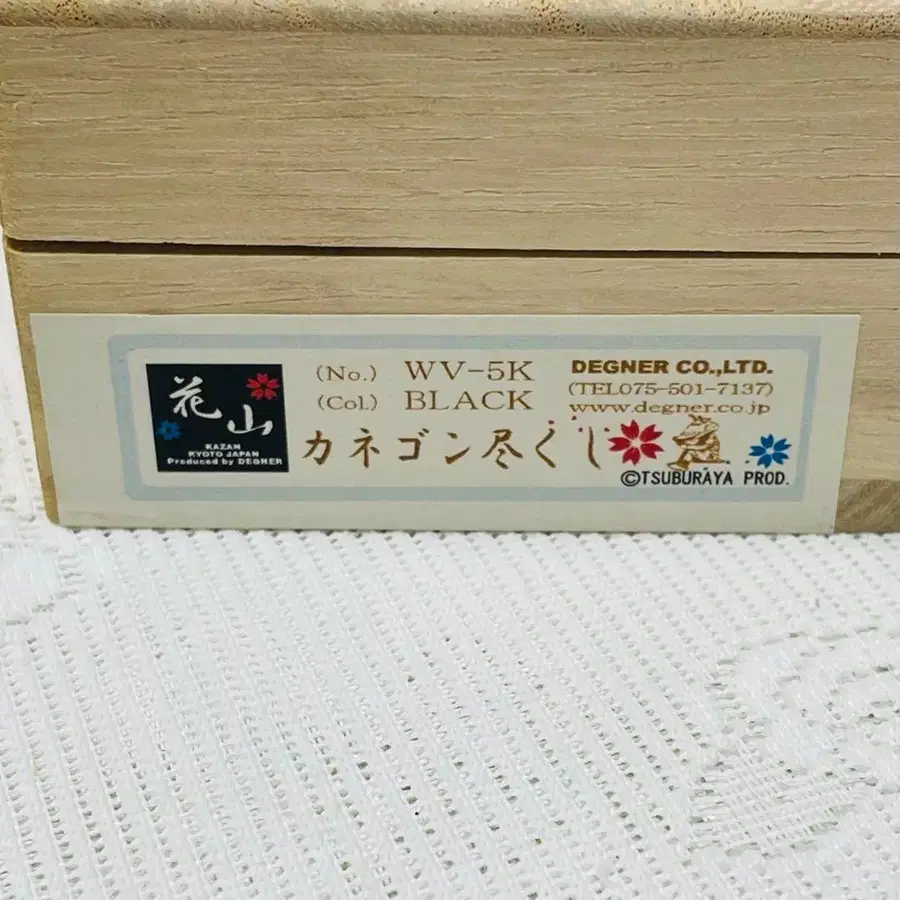 花山
KAZAN
KYOTO JAPAN
Produced by DEGNER
(No.) WV-5K
(Col.) BLACK
DEGNER CO.,LTD.
(TEL075-501-7137)
www.degner.co.jp
カネゴン尽くし
©TSUBURAYA PROD.